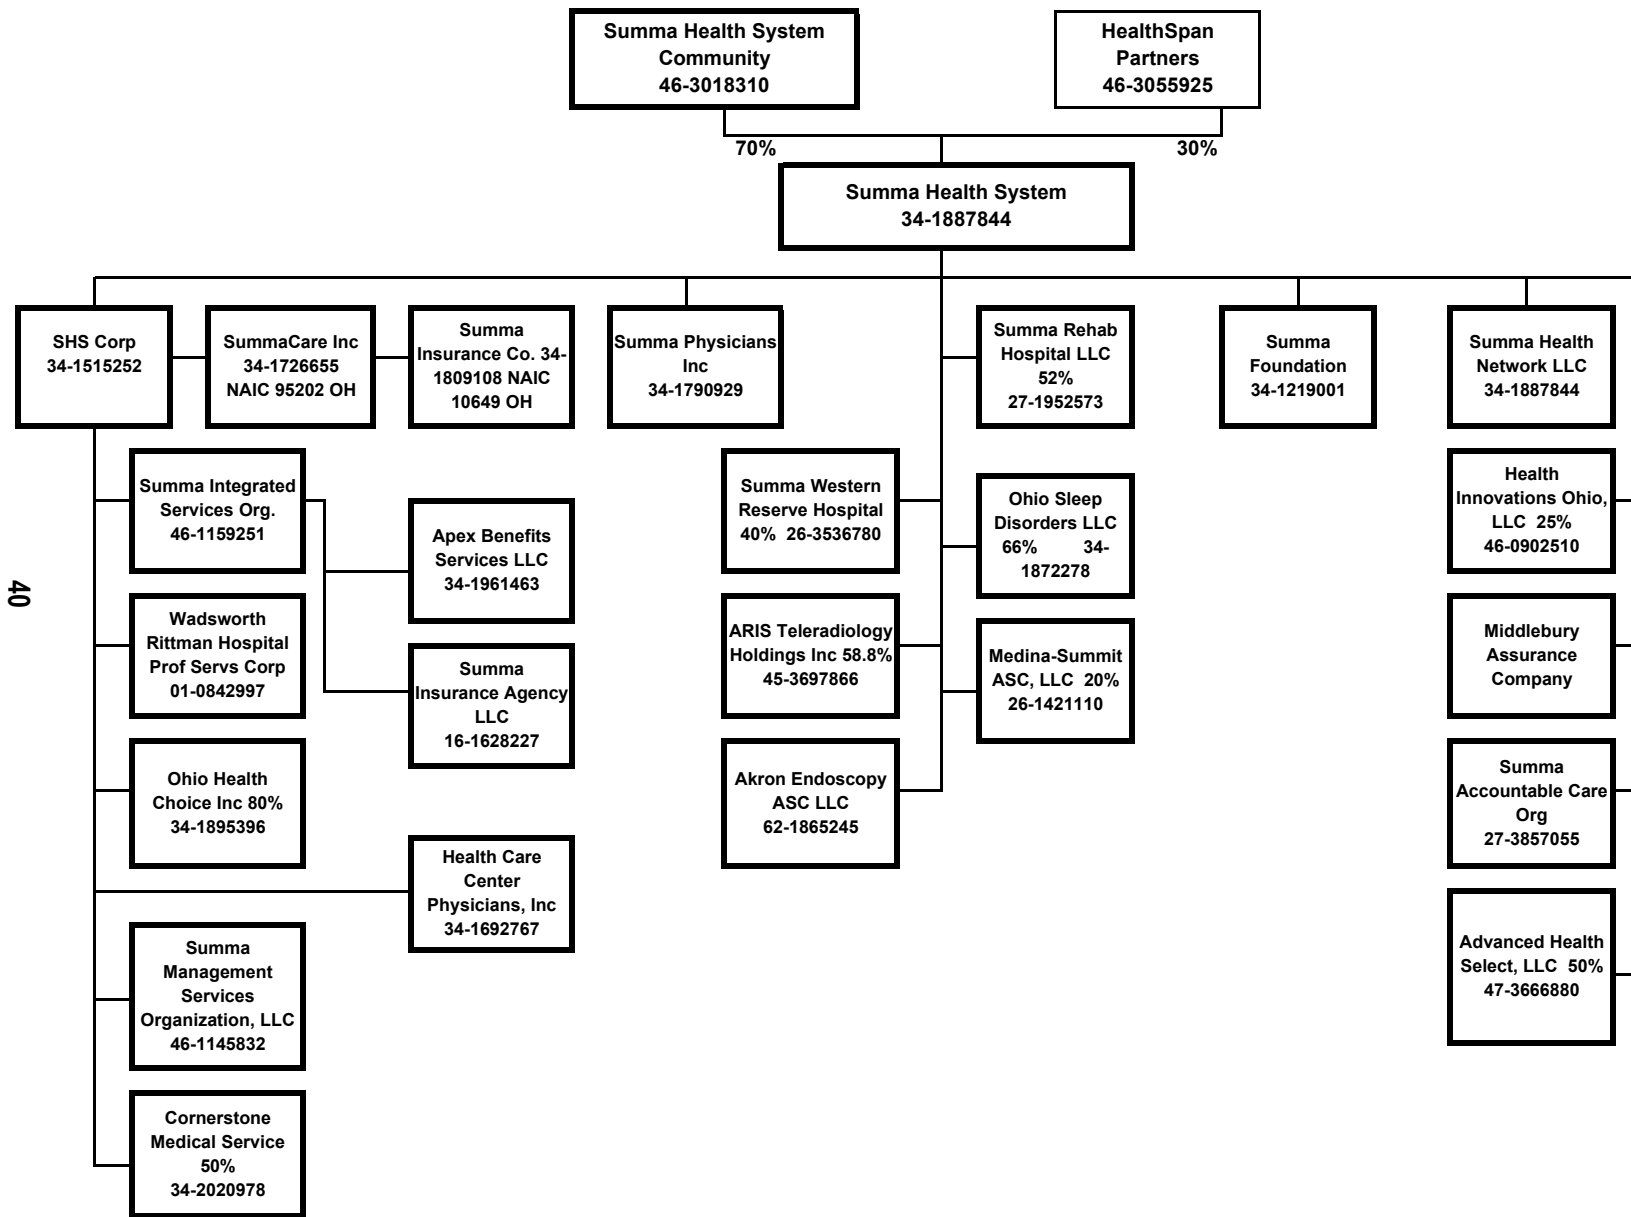 Summa Health System
Community
46-3018310
HealthSpan
Partners
46-3055925
70%
30%
Summa Health System
34-1887844
SHS Corp
34-1515252
SummaCare Inc
34-1726655
NAIC 95202 OH
Summa
Insurance Co. 34-
1809108 NAIC
10649 OH
Summa Physicians
Inc
34-1790929
Summa Rehab
Hospital LLC
52%
27-1952573
Summa
Foundation
34-1219001
Summa Health
Network LLC
34-1887844
Summa Integrated
Services Org.
46-1159251
Apex Benefits
Services LLC
34-1961463
Summa Western
Reserve Hospital
40% 26-3536780
Ohio Sleep
Disorders LLC
66% 34-
1872278
Health
Innovations Ohio,
LLC 25%
46-0902510
40
Wadsworth
Rittman Hospital
Prof Servs Corp
01-0842997
Summa
Insurance Agency
LLC
16-1628227
ARIS Teleradiology
Holdings Inc 58.8%
45-3697866
Medina-Summit
ASC, LLC 20%
26-1421110
Middlebury
Assurance
Company
Ohio Health
Choice Inc 80%
34-1895396
Akron Endoscopy
ASC LLC
62-1865245
Summa
Accountable Care
Org
27-3857055
Health Care
Center
Physicians, Inc
34-1692767
Summa
Management
Services
Organization, LLC
46-1145832
Advanced Health
Select, LLC 50%
47-3666880
Cornerstone
Medical Service
50%
34-2020978